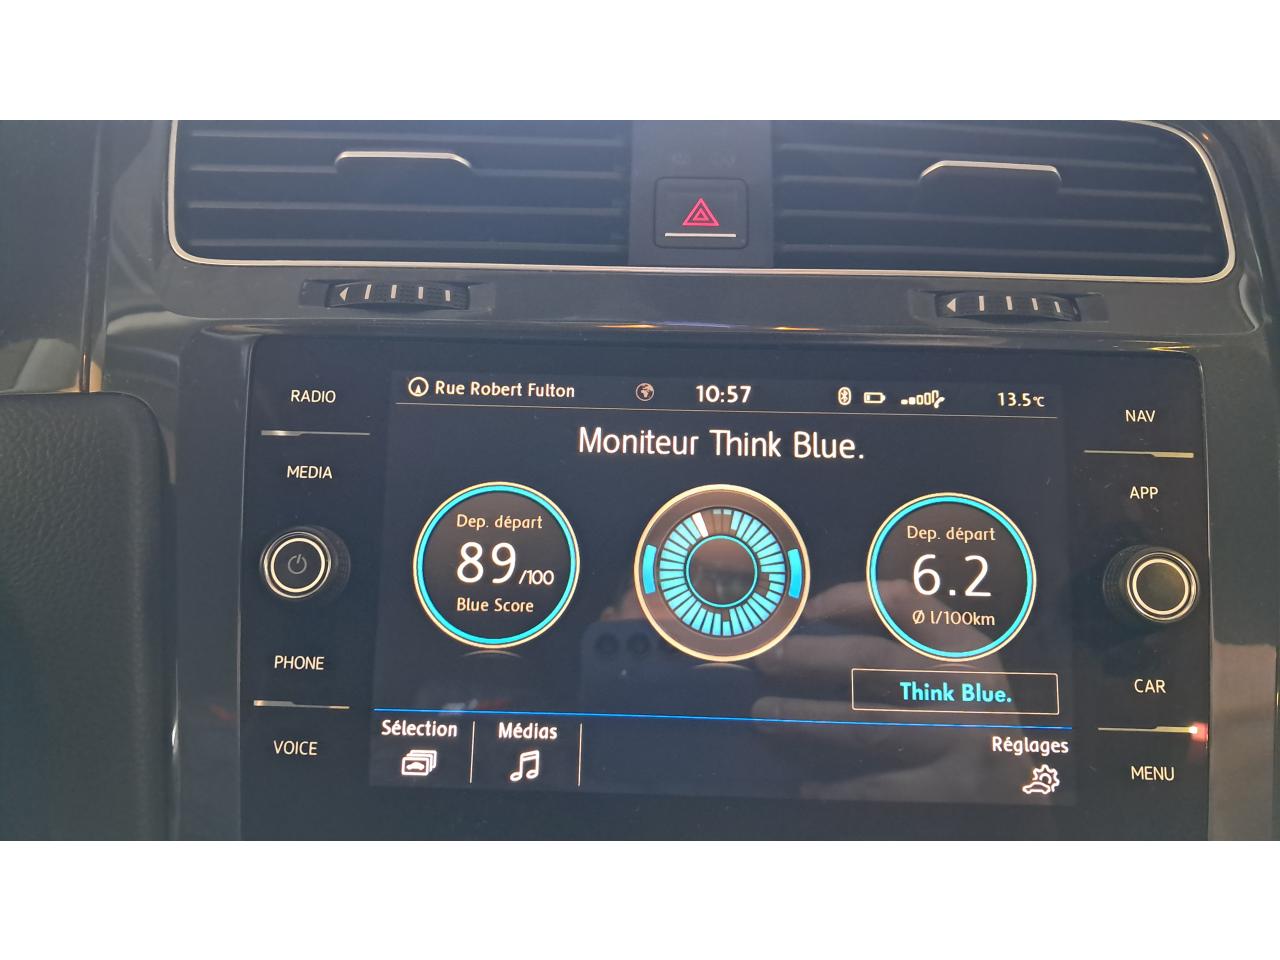 RADIO
MEDIA
PHONE
VOICE
Rue Robert Fulton
10:57
13.5°C
Moniteur Think Blue.
Dep. départ
89/100
Blue Score
Dep. départ
6.2
Ø l/100km
Think Blue.
Sélection
Médias
Réglages
NAV
APP
CAR
MENU